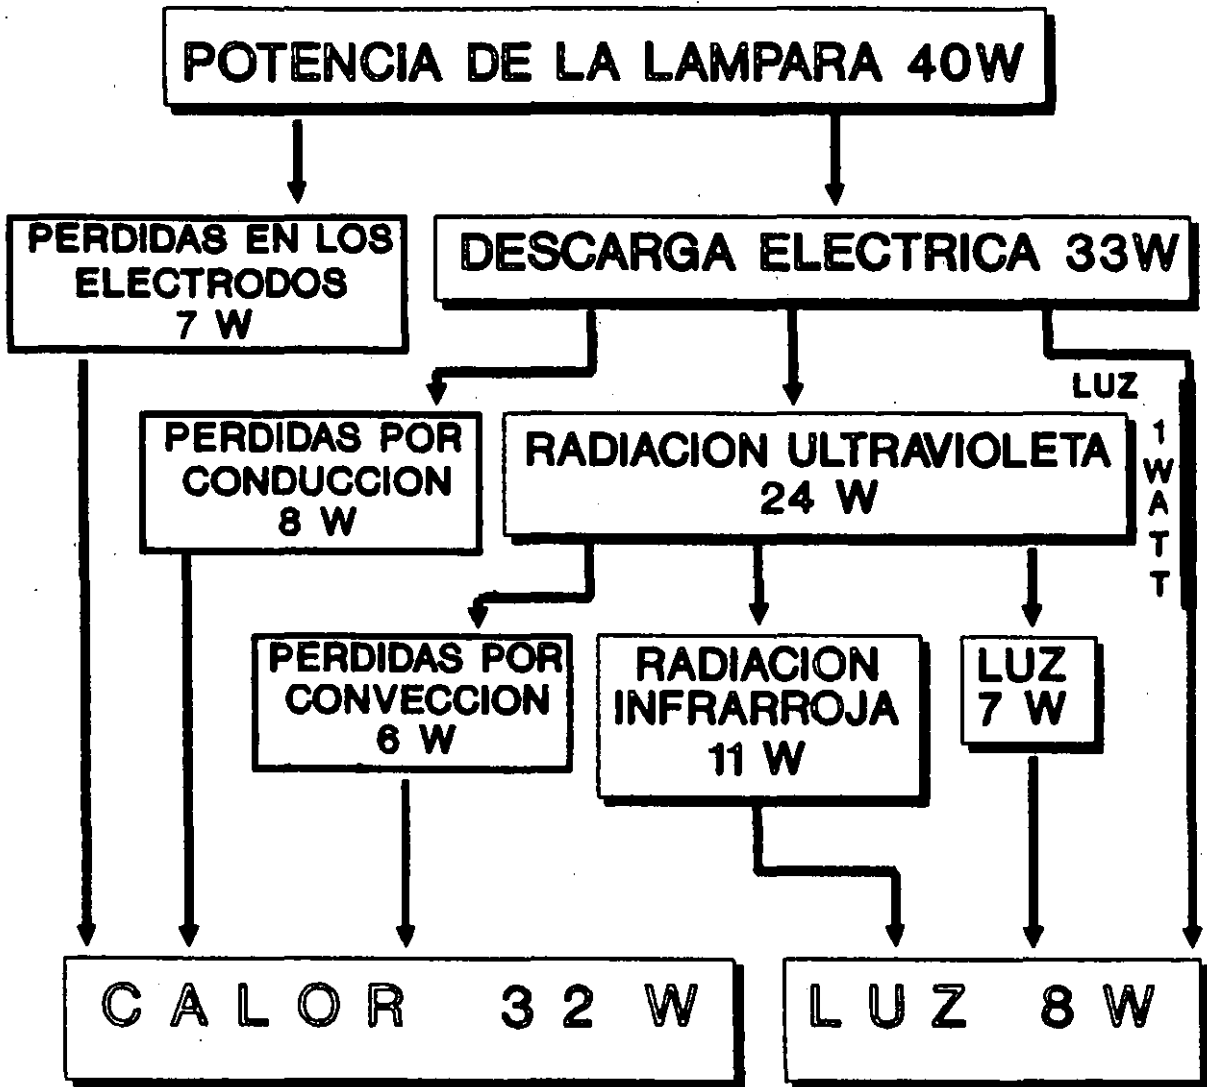 POTENCIA DE LA LAMPARA 40W
PERDIDAS EN LOS
ELECTRODOS
7 W
DESCARGA ELECTRICA 33W
LUZ
1 WATT
PERDIDAS POR
CONDUCCION
8 W
RADIACION ULTRAVIOLETA
24 W
PERDIDAS POR
CONVECCION
6 W
RADIACION
INFRARROJA
11 W
LUZ
7 W
CALOR 32 W
LUZ 8 W